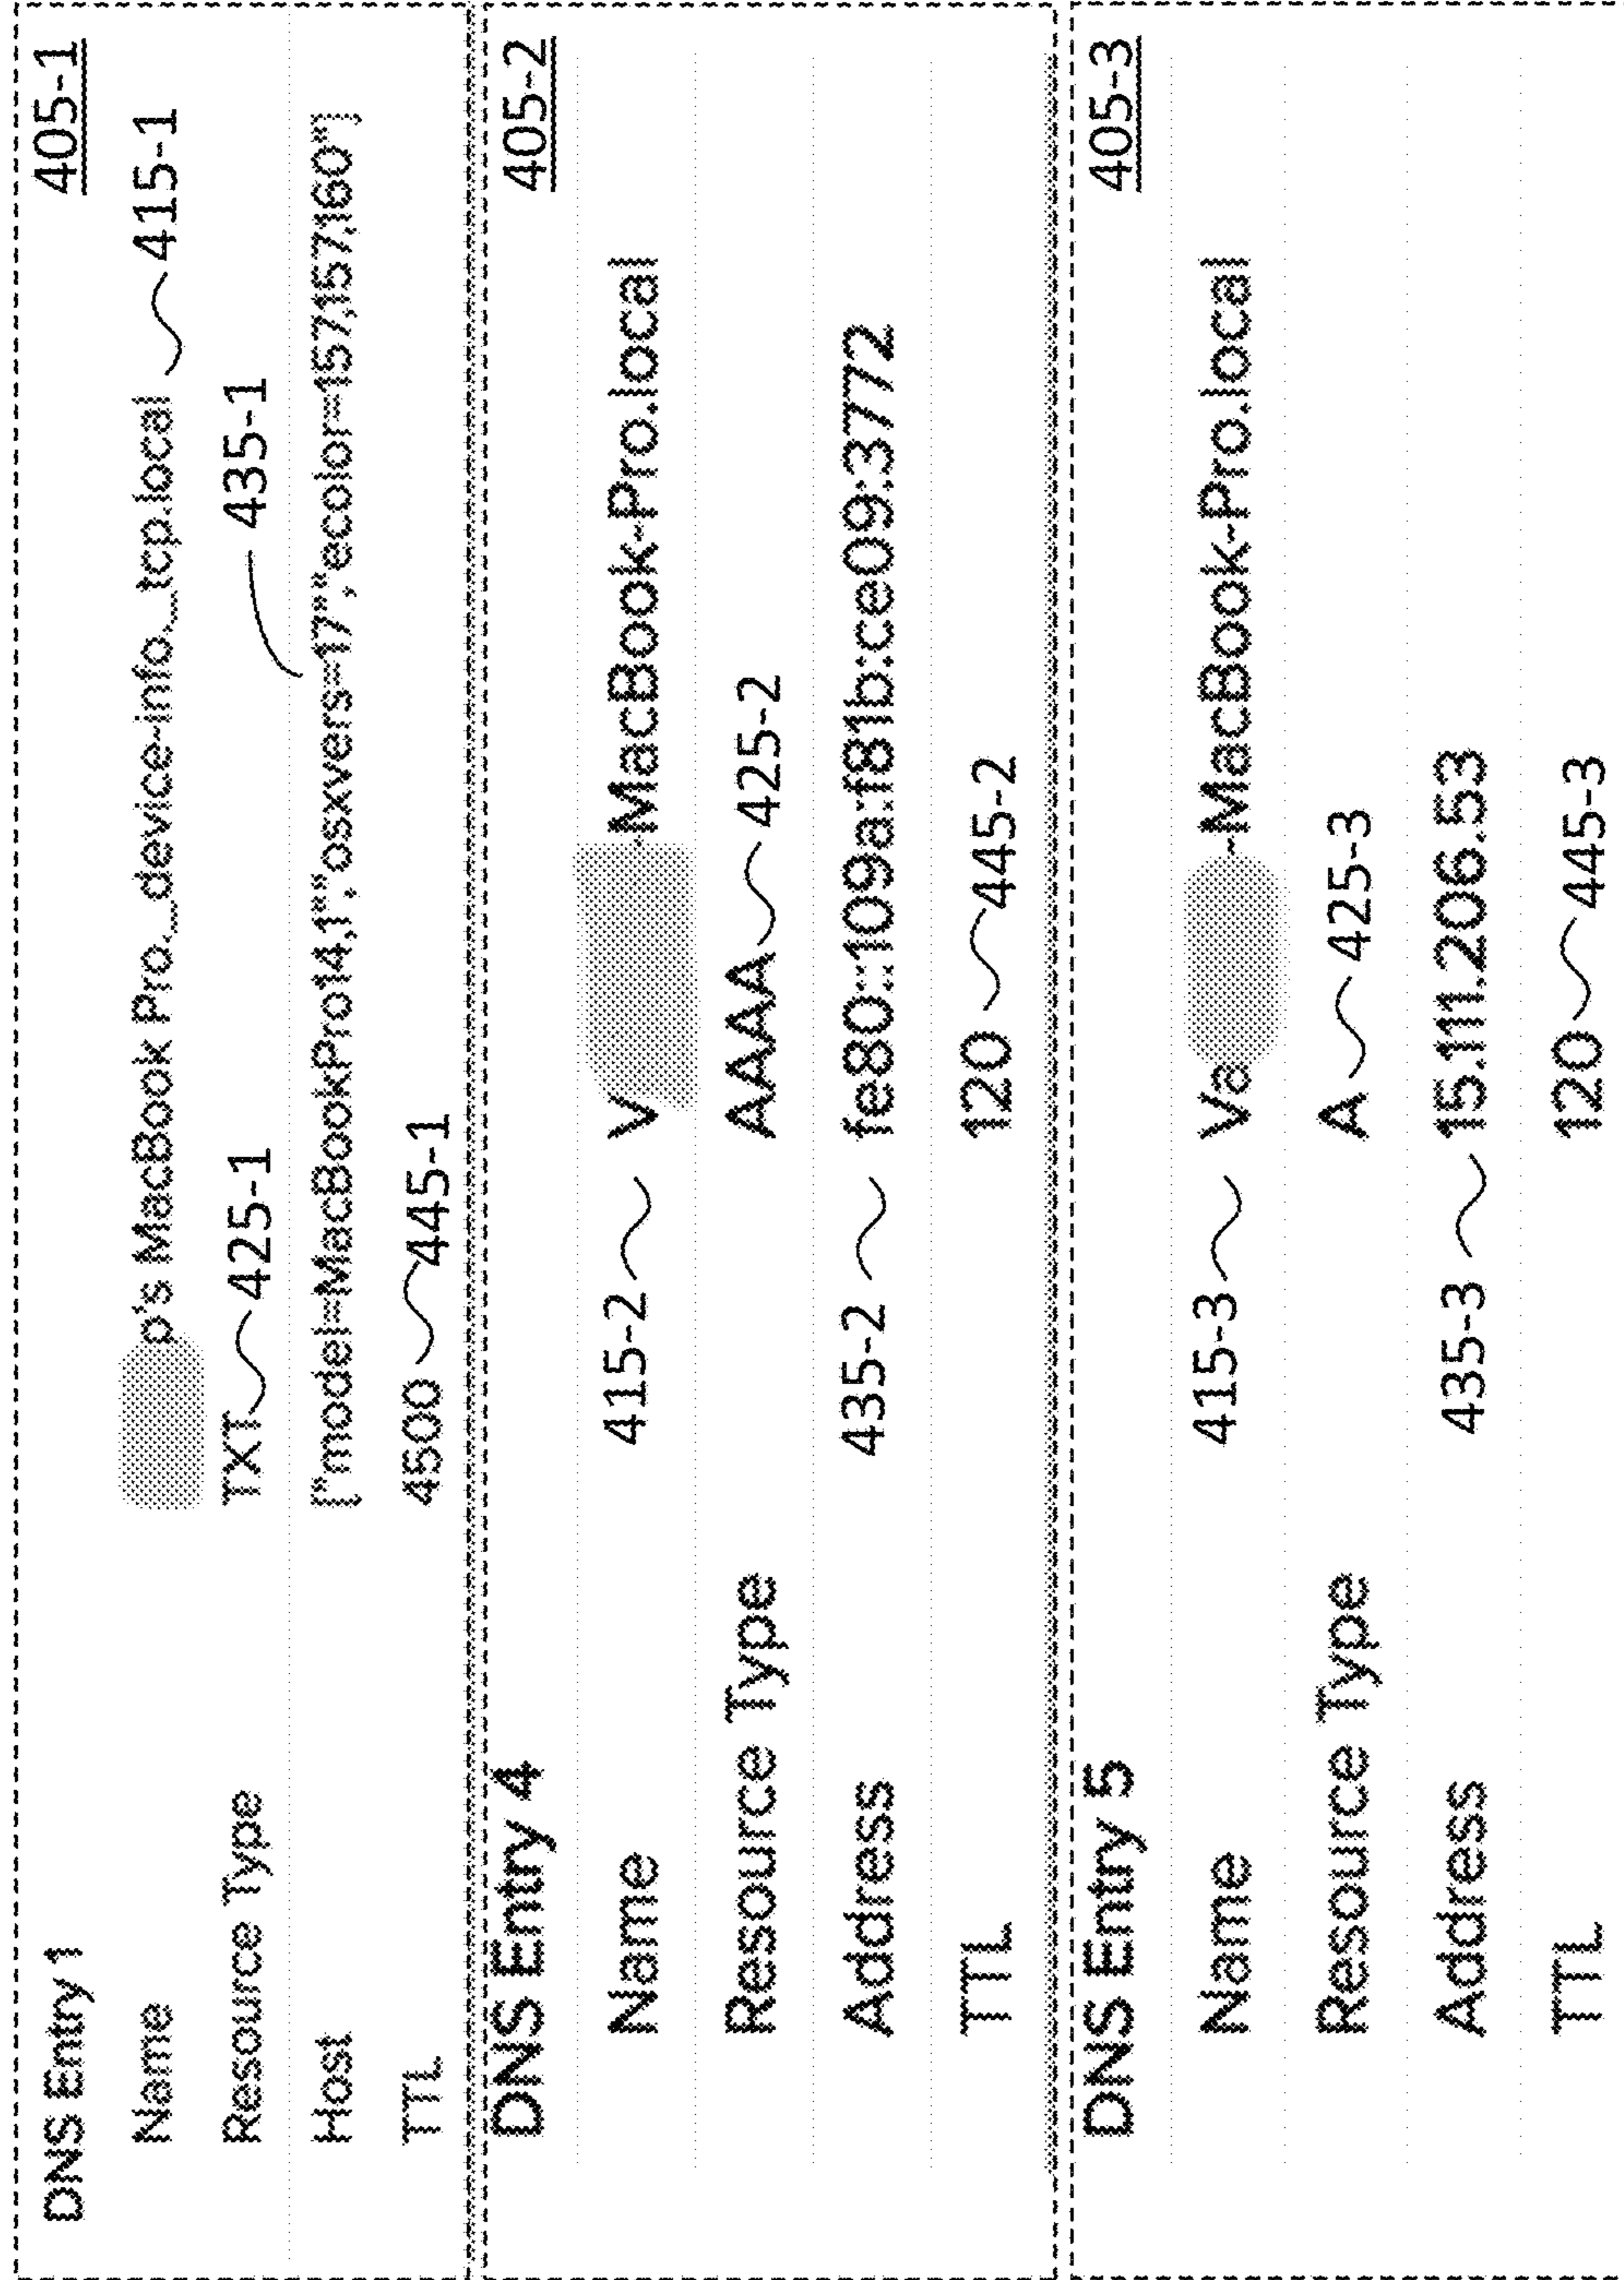 DNS Entry 1 405-1
Name p's MacBook Pro._device-info._tcp.local 415-1
Resource Type TXT 425-1 435-1
Host ["model=MacBookPro14,1","osxvers=17","ecolor=157,157,160"]
TTL 4500 445-1
DNS Entry 4 405-2
Name 415-2 V -MacBook-Pro.local
Resource Type AAAA 425-2
Address 435-2 fe80::109a:f81b:ce09:3772
TTL 120 445-2
DNS Entry 5 405-3
Name 415-3 Va -MacBook-Pro.local
Resource Type A 425-3
Address 435-3 15.111.206.53
TTL 120 445-3